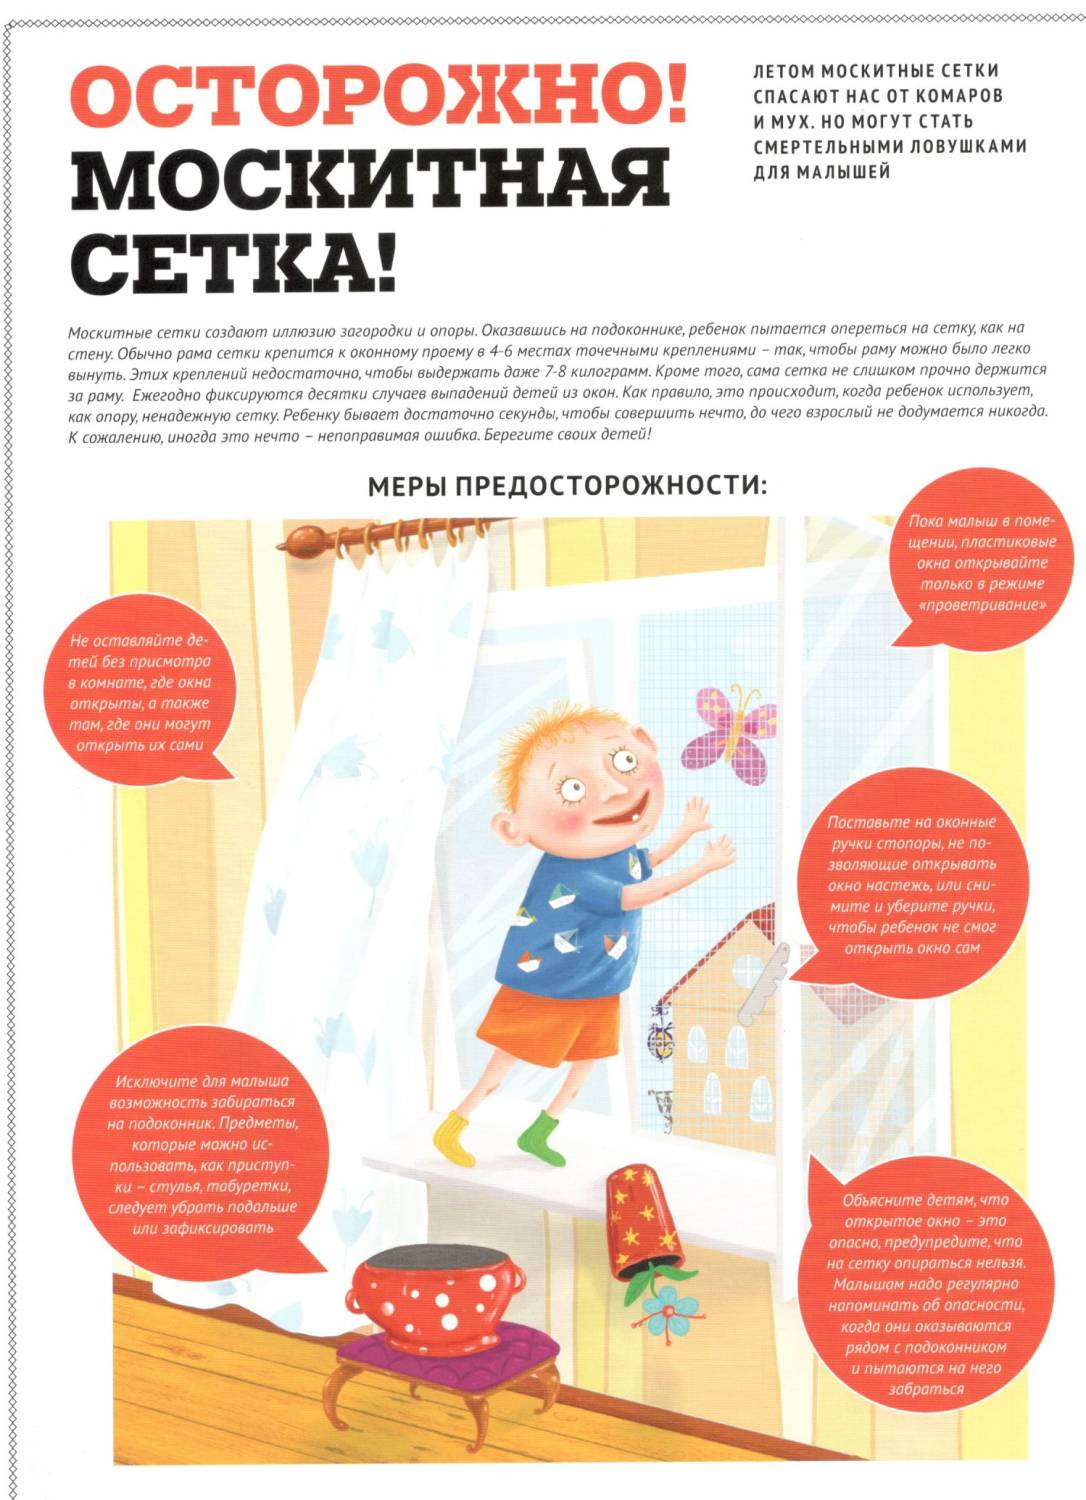 ОСТОРОЖНО!
МОСКИТНАЯ
СЕТКА!
ЛЕТОМ МОСКИТНЫЕ СЕТКИ
СПАСАЮТ НАС ОТ КОМАРОВ
И МУХ. НО МОГУТ СТАТЬ
СМЕРТЕЛЬНЫМИ ЛОВУШКАМИ
ДЛЯ МАЛЫШЕЙ
Москитные сетки создают иллюзию загородки и опоры. Оказавшись на подоконнике, ребенок пытается опереться на сетку, как на
стену. Обычно рама сетки крепится к оконному проему в 4-6 местах точечными креплениями – так, чтобы раму можно было легко
вынуть. Этих креплений недостаточно, чтобы выдержать даже 7-8 килограмм. Кроме того, сама сетка не слишком прочно держится
за раму. Ежегодно фиксируются десятки случаев выпадений детей из окон. Как правило, это происходит, когда ребенок использует,
как опору, ненадежную сетку. Ребенку бывает достаточно секунды, чтобы совершить нечто, до чего взрослый не додумается никогда.
К сожалению, иногда это нечто – непоправимая ошибка. Берегите своих детей!
МЕРЫ ПРЕДОСТОРОЖНОСТИ:
Пока малыш в поме-
щении, пластиковые
окна открывайте
только в режиме
«проветривание»
Не оставляйте де-
тей без присмотра
в комнате, где окна
открыты, а также
там, где они могут
открыть их сами
Поставьте на оконные
ручки стопоры, не по-
зволяющие открывать
окно настежь, или сни-
мите и уберите ручки,
чтобы ребенок не смог
открыть окно сам
Исключите для малыша
возможность забираться
на подоконник. Предметы,
которые можно ис-
пользовать, как приступ-
ки – стулья, табуретки,
следует убрать подальше
или зафиксировать
Объясните детям, что
открытое окно – это
опасно, предупредите, что
на сетку опираться нельзя.
Малышам надо регулярно
напоминать об опасности,
когда они оказываются
рядом с подоконником
и пытаются на него
забраться